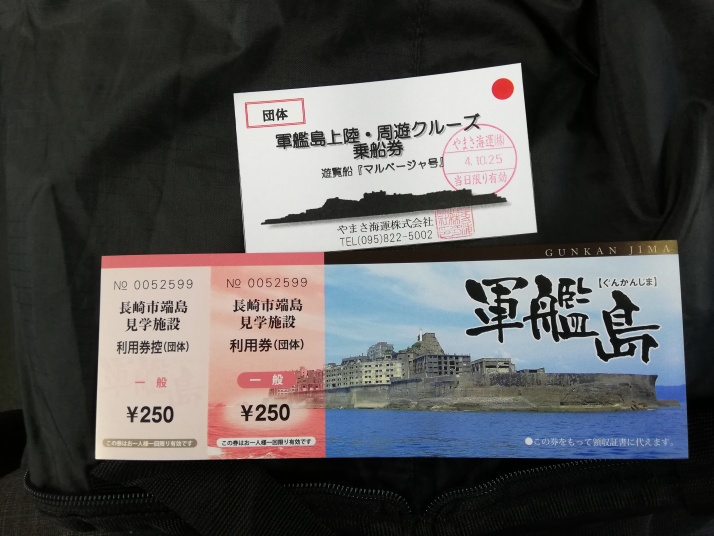 団体
軍艦島上陸・周遊クルーズ
乗船券
遊覧船『マルベージャ号』
やまさ海運㈱
4.10.25
当日限り有効
やまさ海運株式会社
TEL(095)822-5002
GUNKAN JIMA
№ 0052599
長崎市端島
見学施設
利用券控(団体)
一般
¥250
この券はお一人様一回限り有効です
№ 0052599
長崎市端島
見学施設
利用券(団体)
一般
¥250
この券はお一人様一回限り有効です
軍艦島
【ぐんかんじま】
●この券をもって領収証書に代えます。